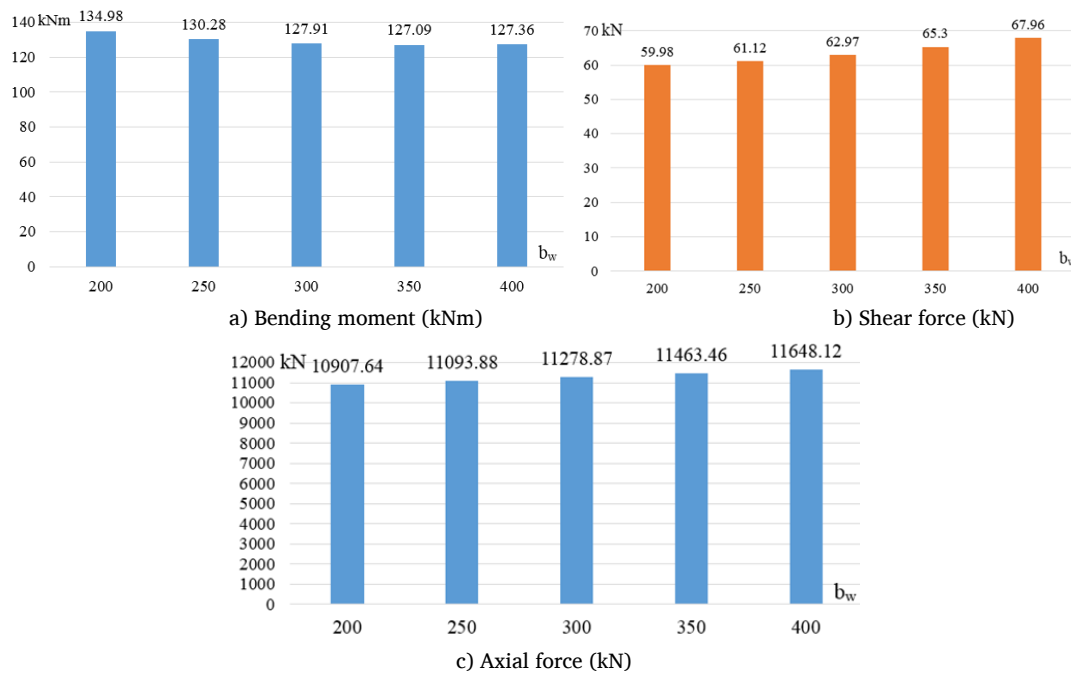 140 kNm 134.98 130.28 127.91 127.09 127.36
120
100
80
60
40
20
0 b_w
200 250 300 350 400
a) Bending moment (kNm)
70 kN 59.98 61.12 62.97 65.3 67.96
60
50
40
30
20
10
0 b_w
200 250 300 350 400
b) Shear force (kN)
12000 kN 10907.64 11093.88 11278.87 11463.46 11648.12
11000
10000
9000
8000
7000
6000
5000
4000
3000
2000
1000 b_w
0
200 250 300 350 400
c) Axial force (kN)